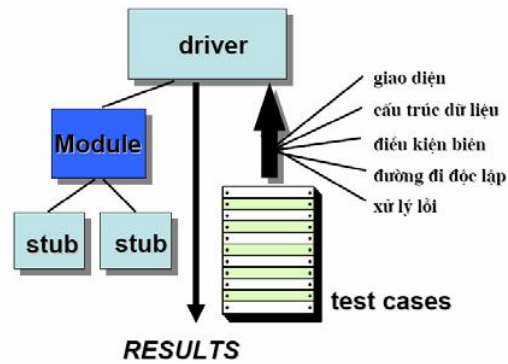 driver
Module
stub
stub
giao diện
cấu trúc dữ liệu
điều kiện biên
đường đi độc lập
xử lý lỗi
test cases
RESULTS